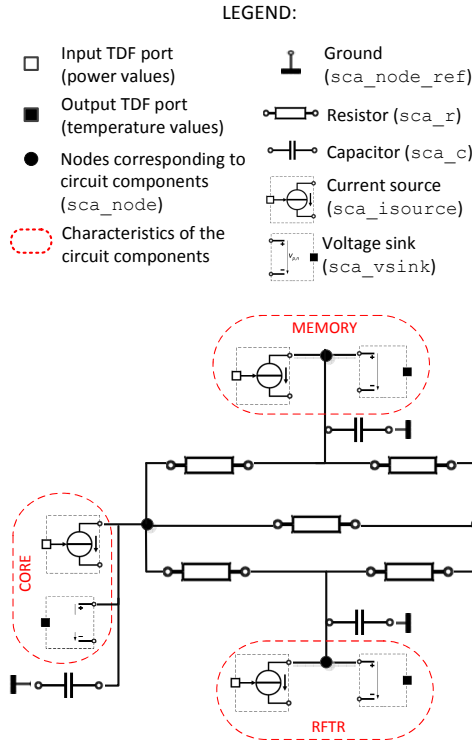 LEGEND:
Input TDF port
(power values)
Output TDF port
(temperature values)
Nodes corresponding to
circuit components
(sca_node)
Characteristics of the
circuit components
Ground
(sca_node_ref)
Resistor (sca_r)
Capacitor (sca_c)
Current source
(sca_isource)
Voltage sink
(sca_vsink)
Vp,n
MEMORY
CORE
RFTR